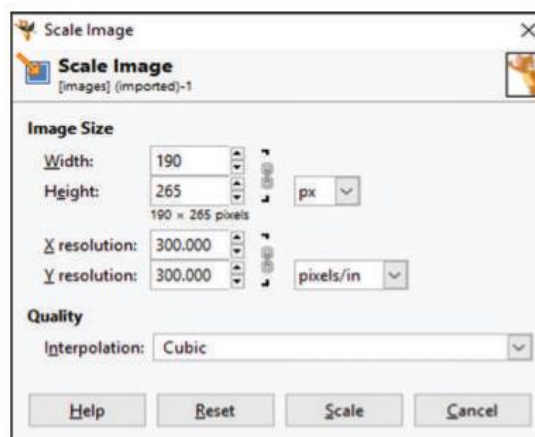 Scale Image
Scale Image
[images] (imported)-1
Image Size
Width: 190
Height: 265 px
190 × 265 pixels
X resolution: 300.000
Y resolution: 300.000 pixels/in
Quality
Interpolation: Cubic
Help Reset Scale Cancel